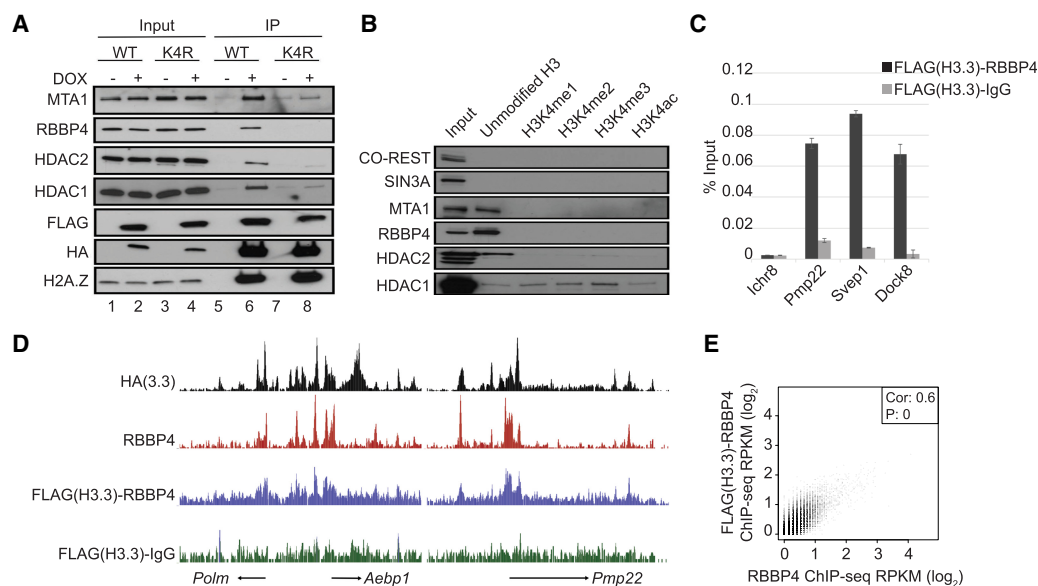 A
Input
IP
WT
K4R
WT
K4R
DOX
- + - + - + - +
MTA1
RBBP4
HDAC2
HDAC1
FLAG
HA
H2A.Z
1 2 3 4 5 6 7 8
B
Input
Unmodified H3
H3K4me1
H3K4me2
H3K4me3
H3K4ac
CO-REST
SIN3A
MTA1
RBBP4
HDAC2
HDAC1
C
FLAG(H3.3)-RBBP4
FLAG(H3.3)-IgG
% Input
0.12
0.1
0.08
0.06
0.04
0.02
0
Ichr8
Pmp22
Svep1
Dock8
D
HA(3.3)
RBBP4
FLAG(H3.3)-RBBP4
FLAG(H3.3)-IgG
Polm
Aebp1
Pmp22
E
Cor: 0.6
P: 0
FLAG(H3.3)-RBBP4
ChIP-seq RPKM (log2)
4
3
2
1
0
0 1 2 3 4
RBBP4 ChIP-seq RPKM (log2)